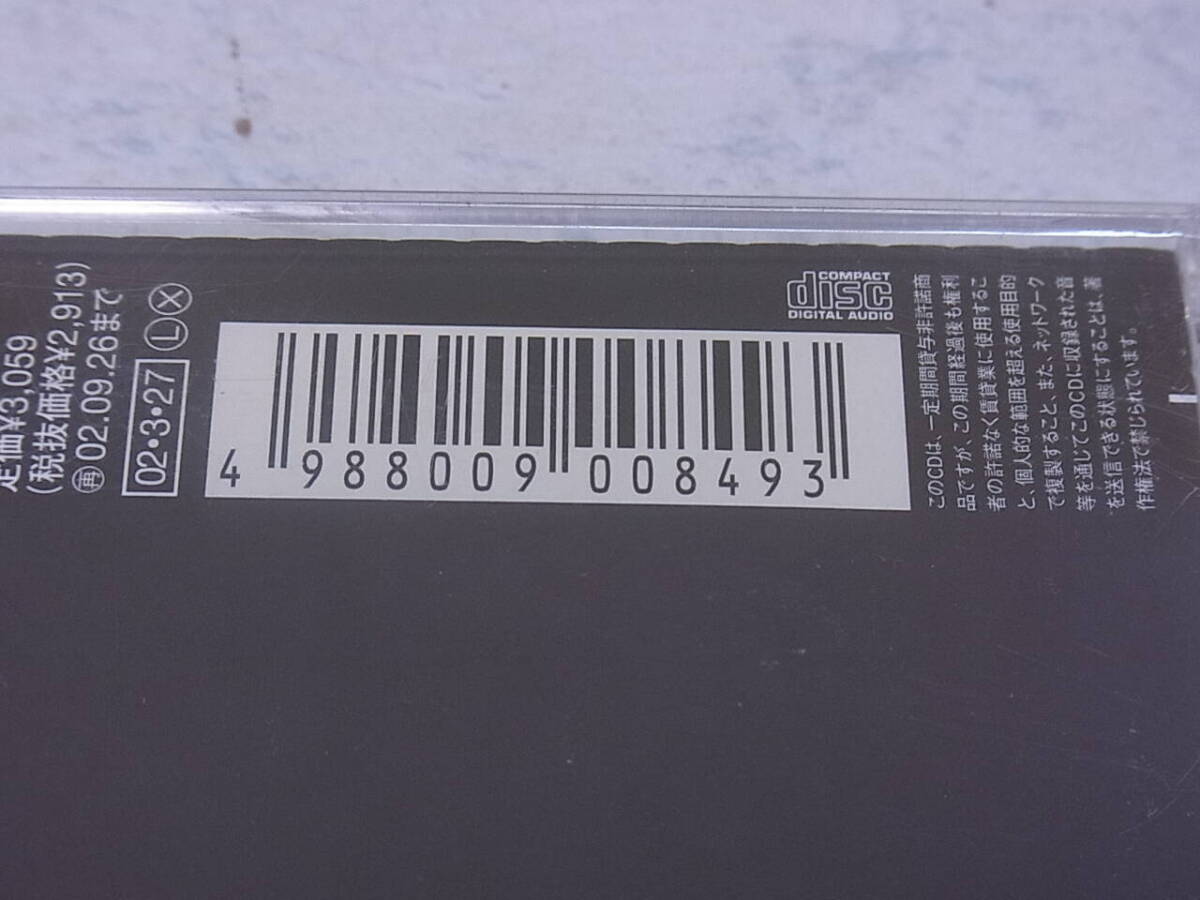 定価¥3,059
(税抜価格¥2,913)
再02.09.26まで
02・3・27
L X
4 988009 008493
COMPACT
disc
DIGITAL AUDIO
このCDは、一定期間貸与非許諾商
品ですが、この期間経過後も権利
者の許諾なく賃貸業に使用するこ
と、個人的な範囲を超える使用目的
で複製すること、また、ネットワーク
等を通じてこのCDに収録された音
を送信できる状態にすることは、著
作権法で禁じられています。